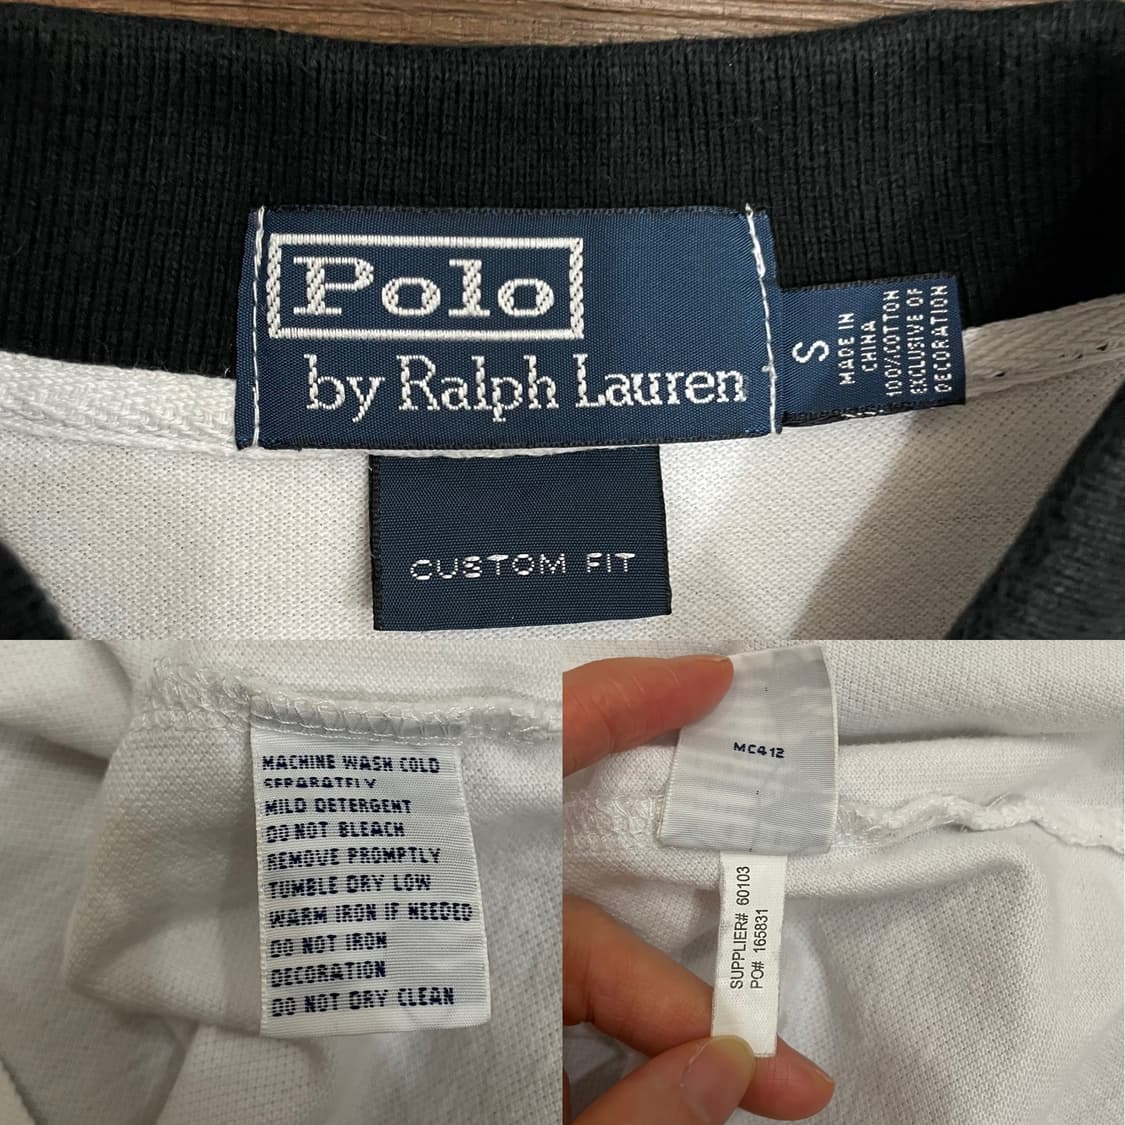 Polo
by Ralph Lauren
S
MADE IN
CHINA
100%COTTON
EXCLUSIVE OF
DECORATION
CUSTOM FIT
MACHINE WASH COLD
SEPARATELY
MILD DETERGENT
DO NOT BLEACH
REMOVE PROMPTLY
TUMBLE DRY LOW
WARM IRON IF NEEDED
DO NOT IRON
DECORATION
DO NOT DRY CLEAN
MC412
SUPPLIER# 60103
PO# 165831